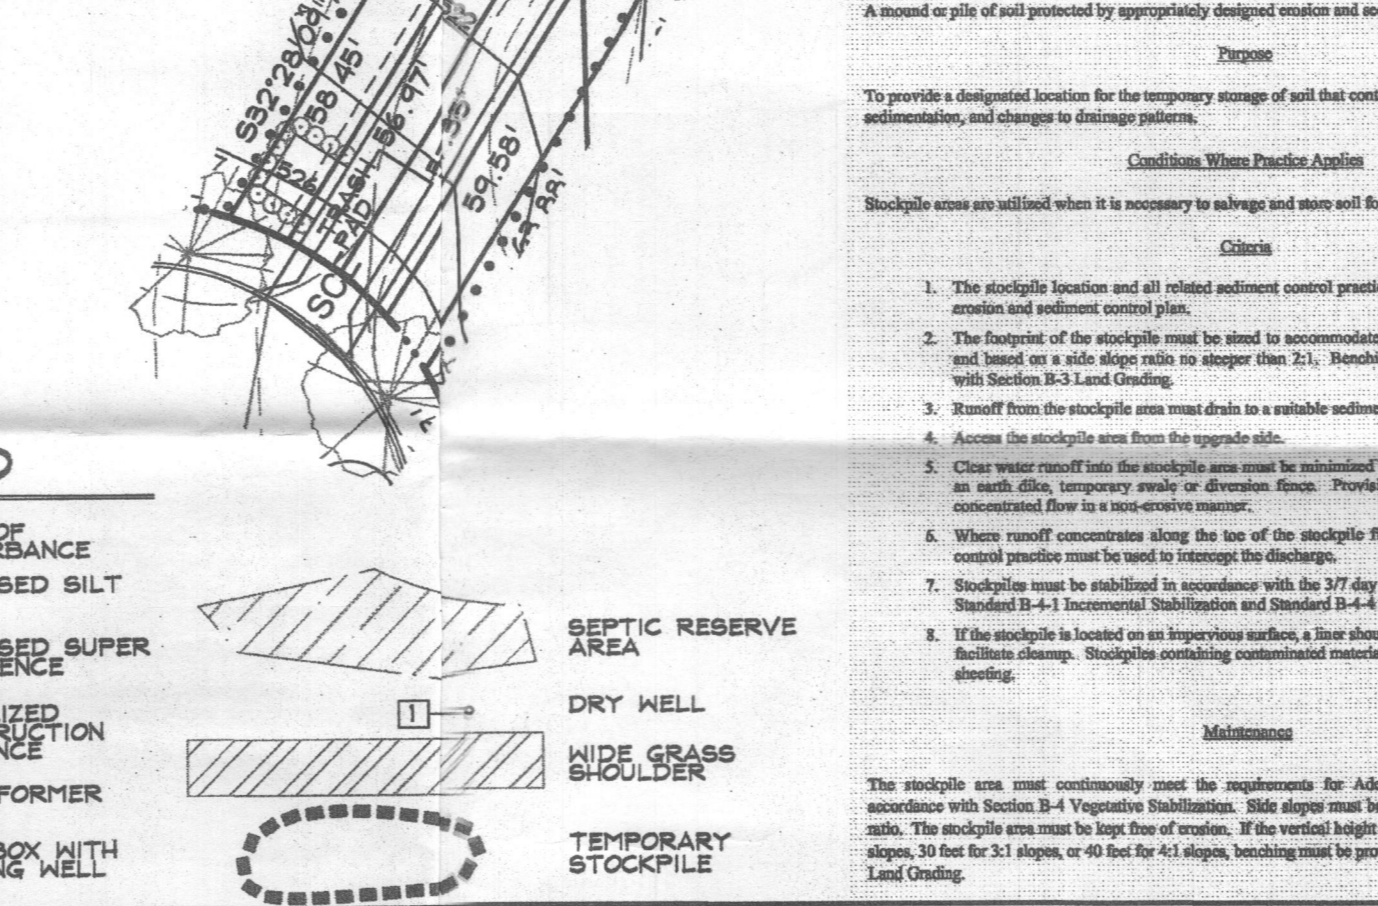 S32°28'09"
158.45'
TRASH
PAD
56.97'
59.58'
526
SED SILT
OF
RBANCE
SED SUPER
ENCE
IZED
RUCTION
NCE
FORMER
BOX WITH
NG WELL
SEPTIC RESERVE
AREA
1
DRY WELL
WIDE GRASS
SHOULDER
TEMPORARY
STOCKPILE
A mound or pile of soil protected by appropriately designed erosion and se
Purpose
To provide a designated location for the temporary storage of soil that cont
sedimentation, and changes to drainage patterns.
Conditions Where Practice Applies
Stockpile areas are utilized when it is necessary to salvage and store soil fo
Criteria
1. The stockpile location and all related sediment control practi
erosion and sediment control plan.
2. The footprint of the stockpile must be sized to accommodate
and based on a side slope ratio no steeper than 2:1. Benchi
with Section B-3 Land Grading.
3. Runoff from the stockpile area must drain to a suitable sedime
4. Access the stockpile area from the upgrade side.
5. Clear water runoff into the stockpile area must be minimized
an earth dike, temporary swale or diversion fence. Provisi
concentrated flow in a non-erosive manner.
6. Where runoff concentrates along the toe of the stockpile fi
control practice must be used to intercept the discharge.
7. Stockpiles must be stabilized in accordance with the 3/7 day
Standard B-4-1 Incremental Stabilization and Standard B-4-4
8. If the stockpile is located on an impervious surface, a liner shou
facilitate cleanup. Stockpiles containing contaminated materia
sheeting.
Maintenance
The stockpile area must continuously meet the requirements for Ade
accordance with Section B-4 Vegetative Stabilization. Side slopes must be
ratio. The stockpile area must be kept free of erosion. If the vertical height
slopes, 30 feet for 3:1 slopes, or 40 feet for 4:1 slopes, benching must be pro
Land Grading.